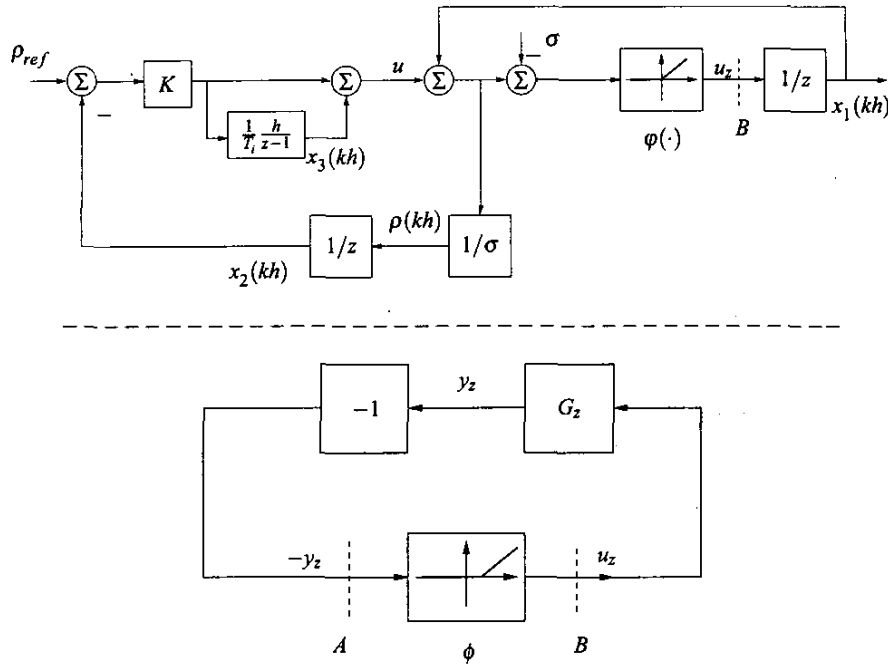 ρ_ref
Σ
−
K
1/T_i h/(z−1)
x_3(kh)
Σ
u
Σ
Σ
− σ
φ(·)
u_z
B
1/z
x_1(kh)
ρ(kh)
1/z
x_2(kh)
1/σ
−1
y_z
G_z
−y_z
u_z
A
ϕ
B